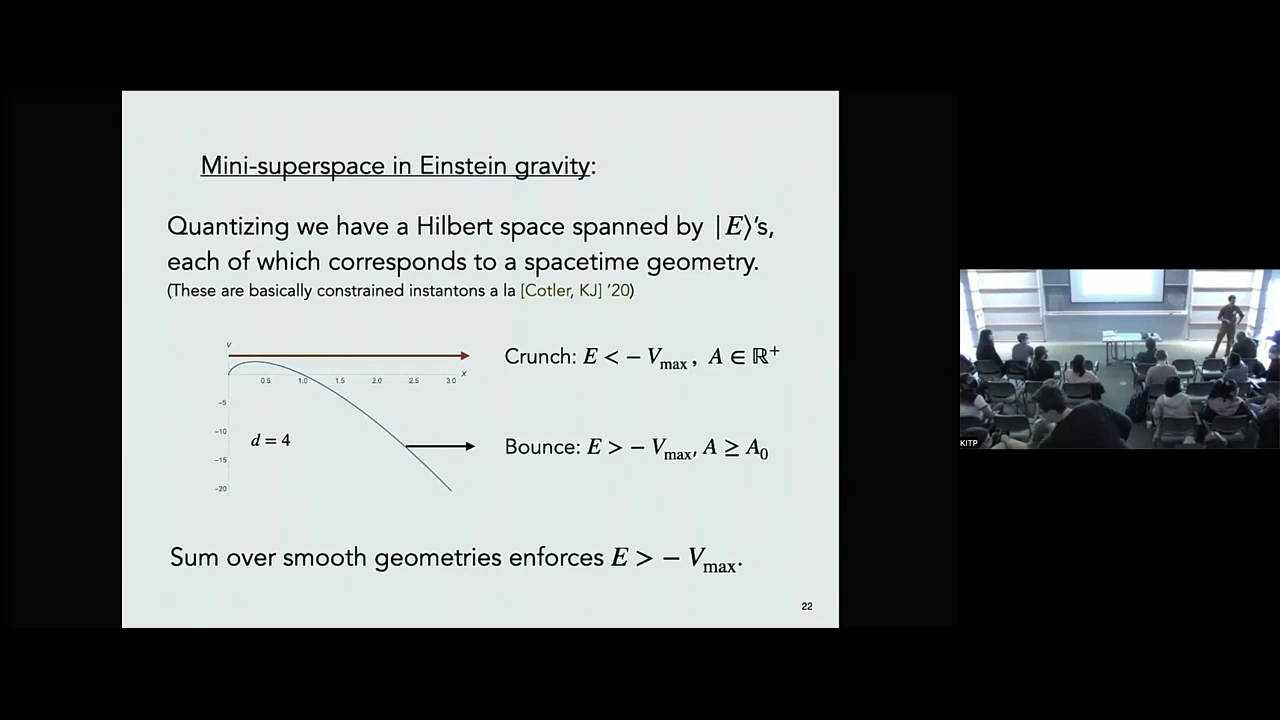 Mini-superspace in Einstein gravity:
Quantizing we have a Hilbert space spanned by |E⟩'s,
each of which corresponds to a spacetime geometry.
(These are basically constrained instantons a la [Cotler, KJ] '20)
V
0.5 1.0 1.5 2.0 2.5 3.0 x
-5
-10
-15
-20
d = 4
Crunch: E < − V_max , A ∈ ℝ⁺
Bounce: E > − V_max, A ≥ A₀
Sum over smooth geometries enforces E > − V_max.
22
KITP